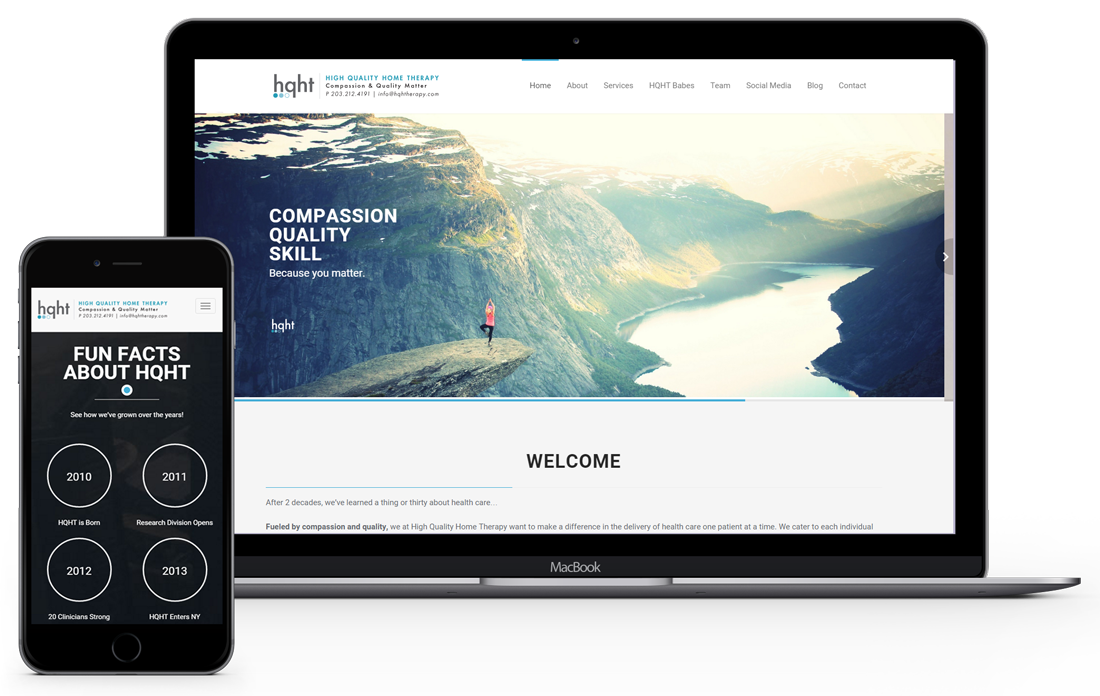 hqht
HIGH QUALITY HOME THERAPY
Compassion & Quality Matter
P 203.212.4191 | info@hqhttherapy.com
Home About Services HQHT Babes Team Social Media Blog Contact
COMPASSION
QUALITY
SKILL
Because you matter.
hqht
WELCOME
After 2 decades, we've learned a thing or thirty about health care...
Fueled by compassion and quality, we at High Quality Home Therapy want to make a difference in the delivery of health care one patient at a time. We cater to each individual
MacBook
hqht
HIGH QUALITY HOME THERAPY
Compassion & Quality Matter
P 203.212.4191 | info@hqhttherapy.com
FUN FACTS
ABOUT HQHT
See how we've grown over the years!
2010 2011
HQHT is Born Research Division Opens
2012 2013
20 Clinicians Strong HQHT Enters NY